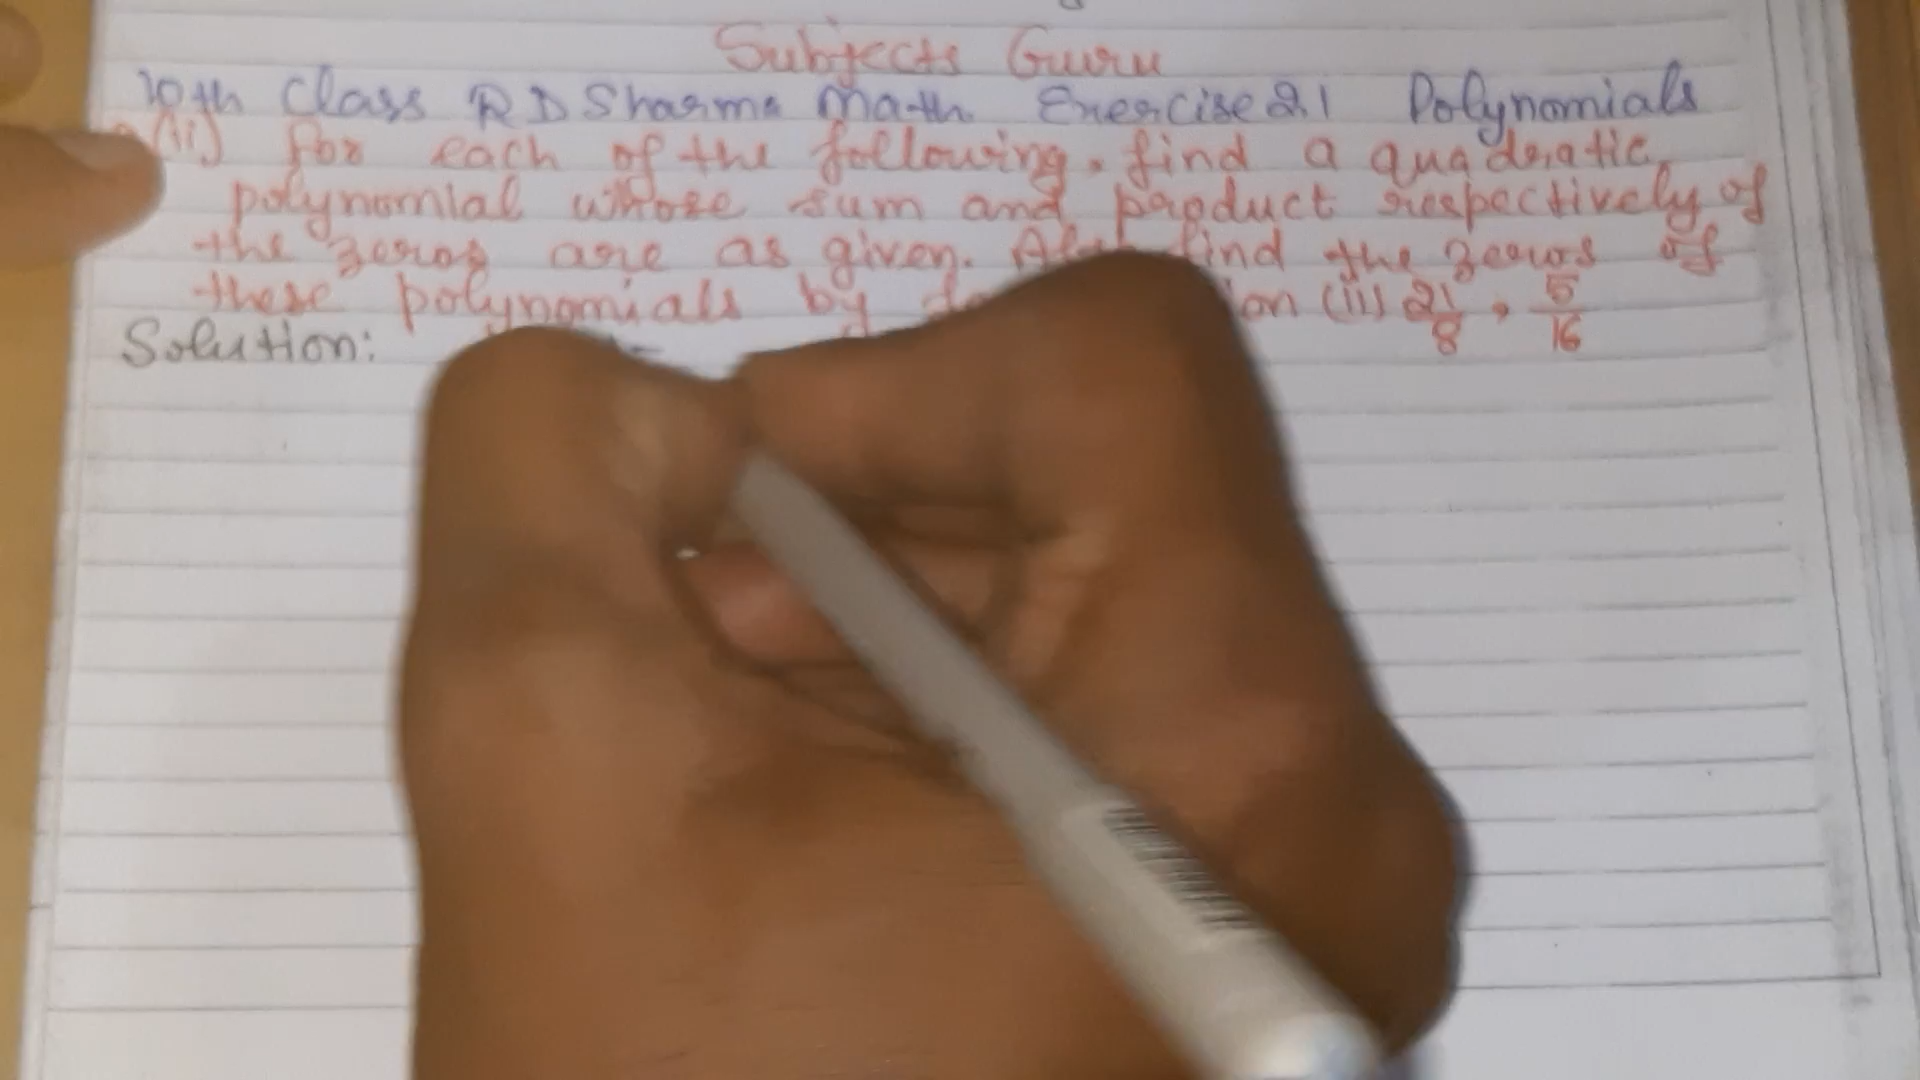 Subjects Guru
10th Class RD Sharma Math Exercise 2.1 Polynomials
(ii) for each of the following, find a quadratic
polynomial whose sum and product respectively of
the zeros are as given. find the zeros of
these polynomials by (ii) 21/8, 5/16
Solution: